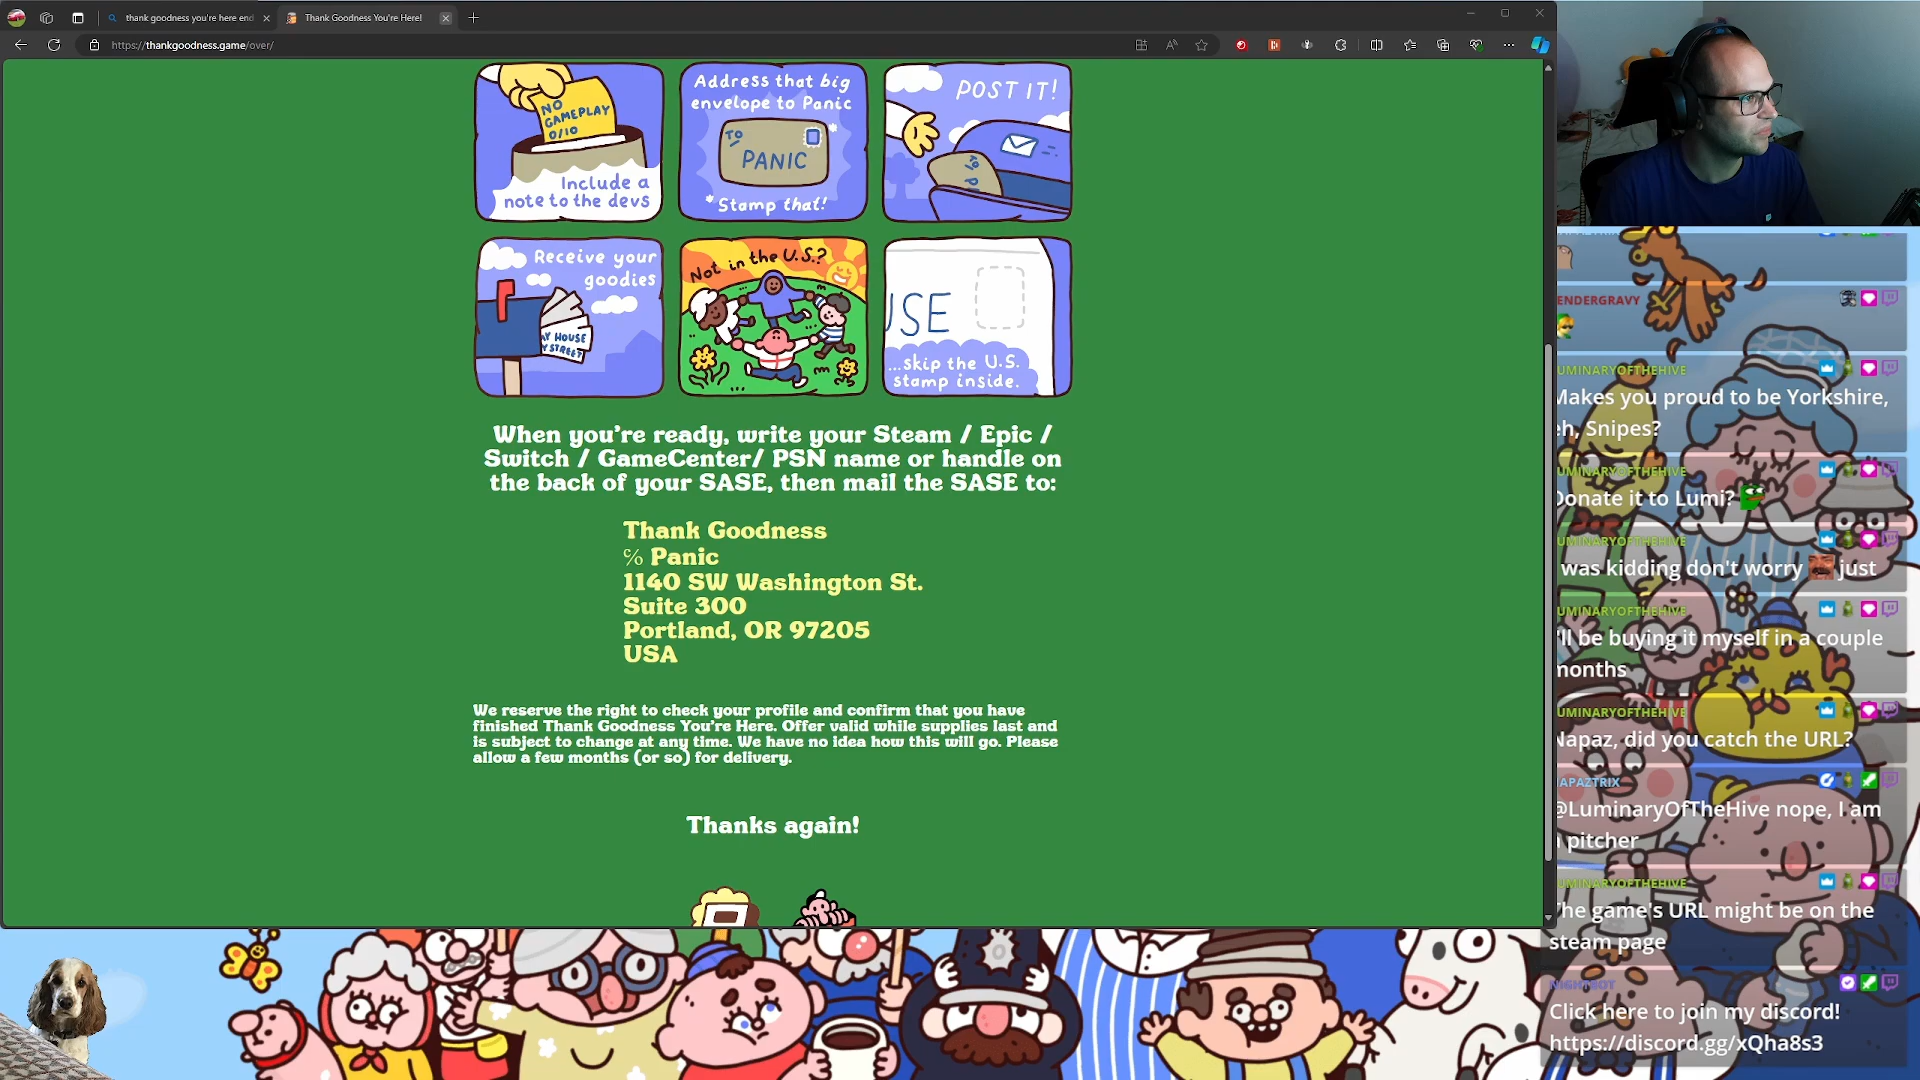 thank goodness you're here end
Thank Goodness You're Here!
https://thankgoodness.game/over/
NO
GAMEPLAY
0/10
Include a
note to the devs
Address that big
envelope to Panic
TO
PANIC
*Stamp that!
POST IT!
Receive your
goodies
HOUSE
STREET
Not in the U.S.?
USE
...skip the U.S.
stamp inside.
When you're ready, write your Steam / Epic /
Switch / GameCenter/ PSN name or handle on
the back of your SASE, then mail the SASE to:
Thank Goodness
℅ Panic
1140 SW Washington St.
Suite 300
Portland, OR 97205
USA
We reserve the right to check your profile and confirm that you have
finished Thank Goodness You're Here. Offer valid while supplies last and
is subject to change at any time. We have no idea how this will go. Please
allow a few months (or so) for delivery.
Thanks again!
ENDERGRAVY
UMINARYOFTHEHIVE
Makes you proud to be Yorkshire,
eh, Snipes?
UMINARYOFTHEHIVE
Donate it to Lumi?
UMINARYOFTHEHIVE
was kidding don't worry just
UMINARYOFTHEHIVE
'll be buying it myself in a couple
months
UMINARYOFTHEHIVE
Napaz, did you catch the URL?
NAPAZTRIX
@LuminaryOfTheHive nope, I am
pitcher
UMINARYOFTHEHIVE
The game's URL might be on the
steam page
NIGHTBOT
Click here to join my discord!
https://discord.gg/xQha8s3